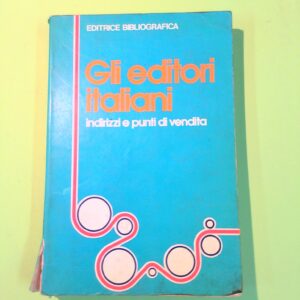 EDITRICE BIBLIOGRAFICA
Gli editori
italiani
indirizzi e punti di vendita